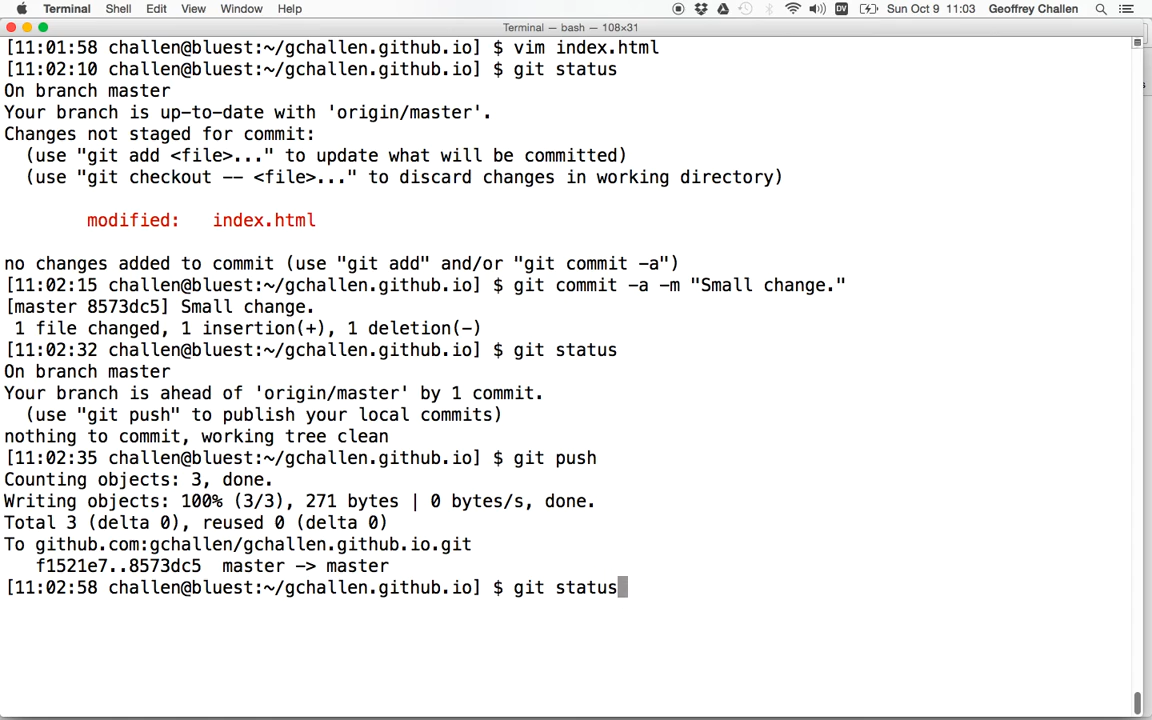 Terminal Shell Edit View Window Help DV Sun Oct 9 11:03 Geoffrey Challen
Terminal — bash — 108×31
[11:01:58 challen@bluest:~/gchallen.github.io] $ vim index.html
[11:02:10 challen@bluest:~/gchallen.github.io] $ git status
On branch master
Your branch is up-to-date with 'origin/master'.
Changes not staged for commit:
  (use "git add <file>..." to update what will be committed)
  (use "git checkout -- <file>..." to discard changes in working directory)
        modified:   index.html
no changes added to commit (use "git add" and/or "git commit -a")
[11:02:15 challen@bluest:~/gchallen.github.io] $ git commit -a -m "Small change."
[master 8573dc5] Small change.
 1 file changed, 1 insertion(+), 1 deletion(-)
[11:02:32 challen@bluest:~/gchallen.github.io] $ git status
On branch master
Your branch is ahead of 'origin/master' by 1 commit.
  (use "git push" to publish your local commits)
nothing to commit, working tree clean
[11:02:35 challen@bluest:~/gchallen.github.io] $ git push
Counting objects: 3, done.
Writing objects: 100% (3/3), 271 bytes | 0 bytes/s, done.
Total 3 (delta 0), reused 0 (delta 0)
To github.com:gchallen/gchallen.github.io.git
   f1521e7..8573dc5  master -> master
[11:02:58 challen@bluest:~/gchallen.github.io] $ git status